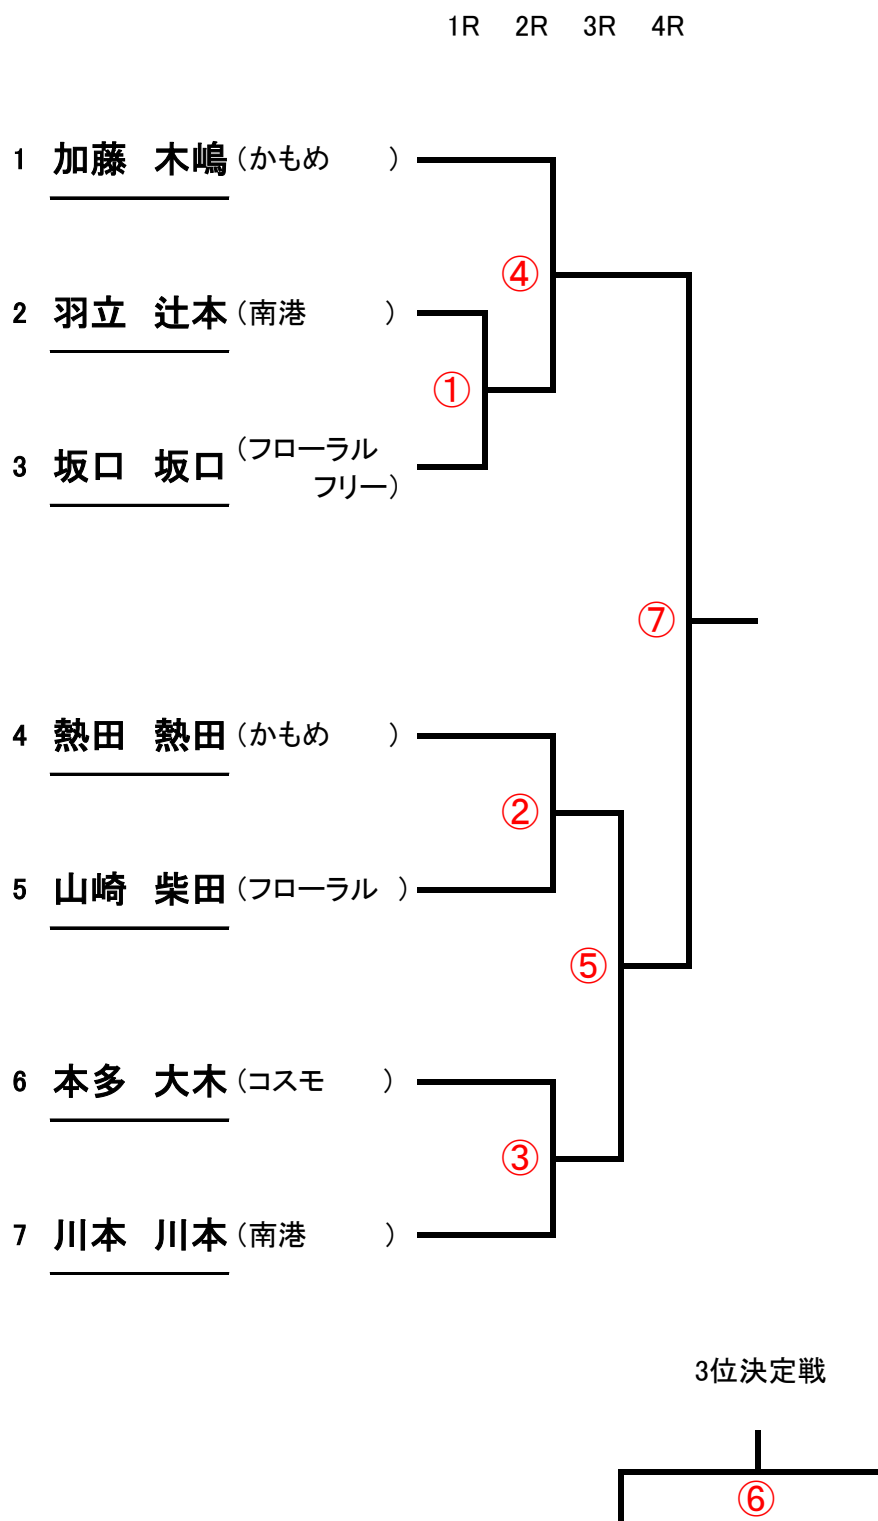 1R 2R 3R 4R
1 加藤 木嶋 (かもめ )
④
2 羽立 辻本 (南港 )
①
3 坂口 坂口 (フローラル
フリー)
⑦
4 熱田 熱田 (かもめ )
②
5 山崎 柴田 (フローラル )
⑤
6 本多 大木 (コスモ )
③
7 川本 川本 (南港 )
3位決定戦
⑥